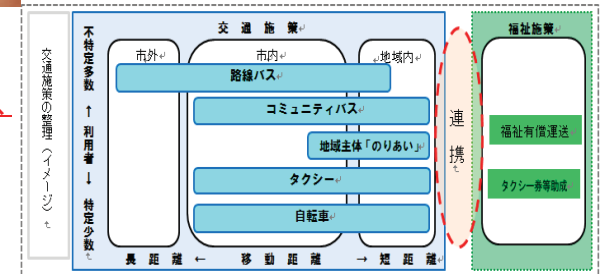 交通施策の整理（イメージ）
交通施策
不特定多数 ↑ 利用者 ↓ 特定少数
市外
市内
地域内
路線バス
コミュニティバス
地域主体「のりあい」
タクシー
自転車
長距離 ← 移動距離 → 短距離
連携
福祉施策
福祉有償運送
タクシー券等助成